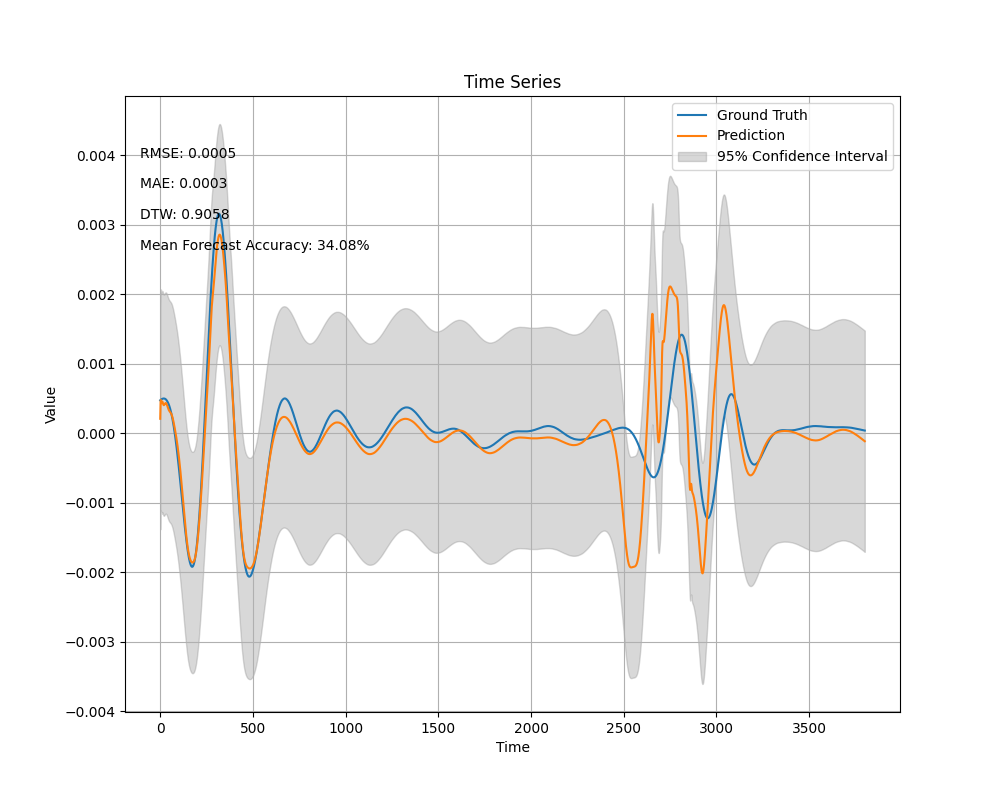 Time Series
Ground Truth
Prediction
95% Confidence Interval
RMSE: 0.0005
MAE: 0.0003
DTW: 0.9058
Mean Forecast Accuracy: 34.08%
0.004
0.003
0.002
0.001
0.000
−0.001
−0.002
−0.003
−0.004
Value
0 500 1000 1500 2000 2500 3000 3500
Time